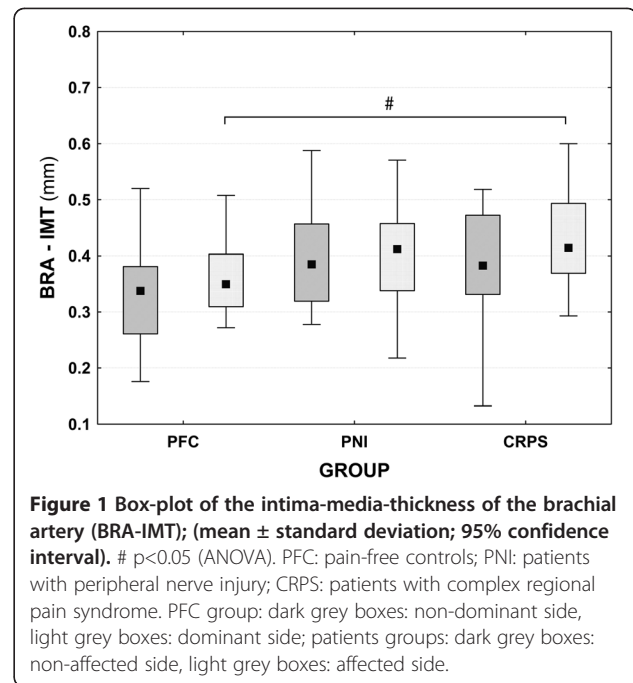 0.8
0.7
#
0.6
0.5
0.4
0.3
0.2
0.1
BRA - IMT (mm)
PFC PNI CRPS
GROUP
Figure 1 Box-plot of the intima-media-thickness of the brachial
artery (BRA-IMT); (mean ± standard deviation; 95% confidence
interval). # p<0.05 (ANOVA). PFC: pain-free controls; PNI: patients
with peripheral nerve injury; CRPS: patients with complex regional
pain syndrome. PFC group: dark grey boxes: non-dominant side,
light grey boxes: dominant side; patients groups: dark grey boxes:
non-affected side, light grey boxes: affected side.